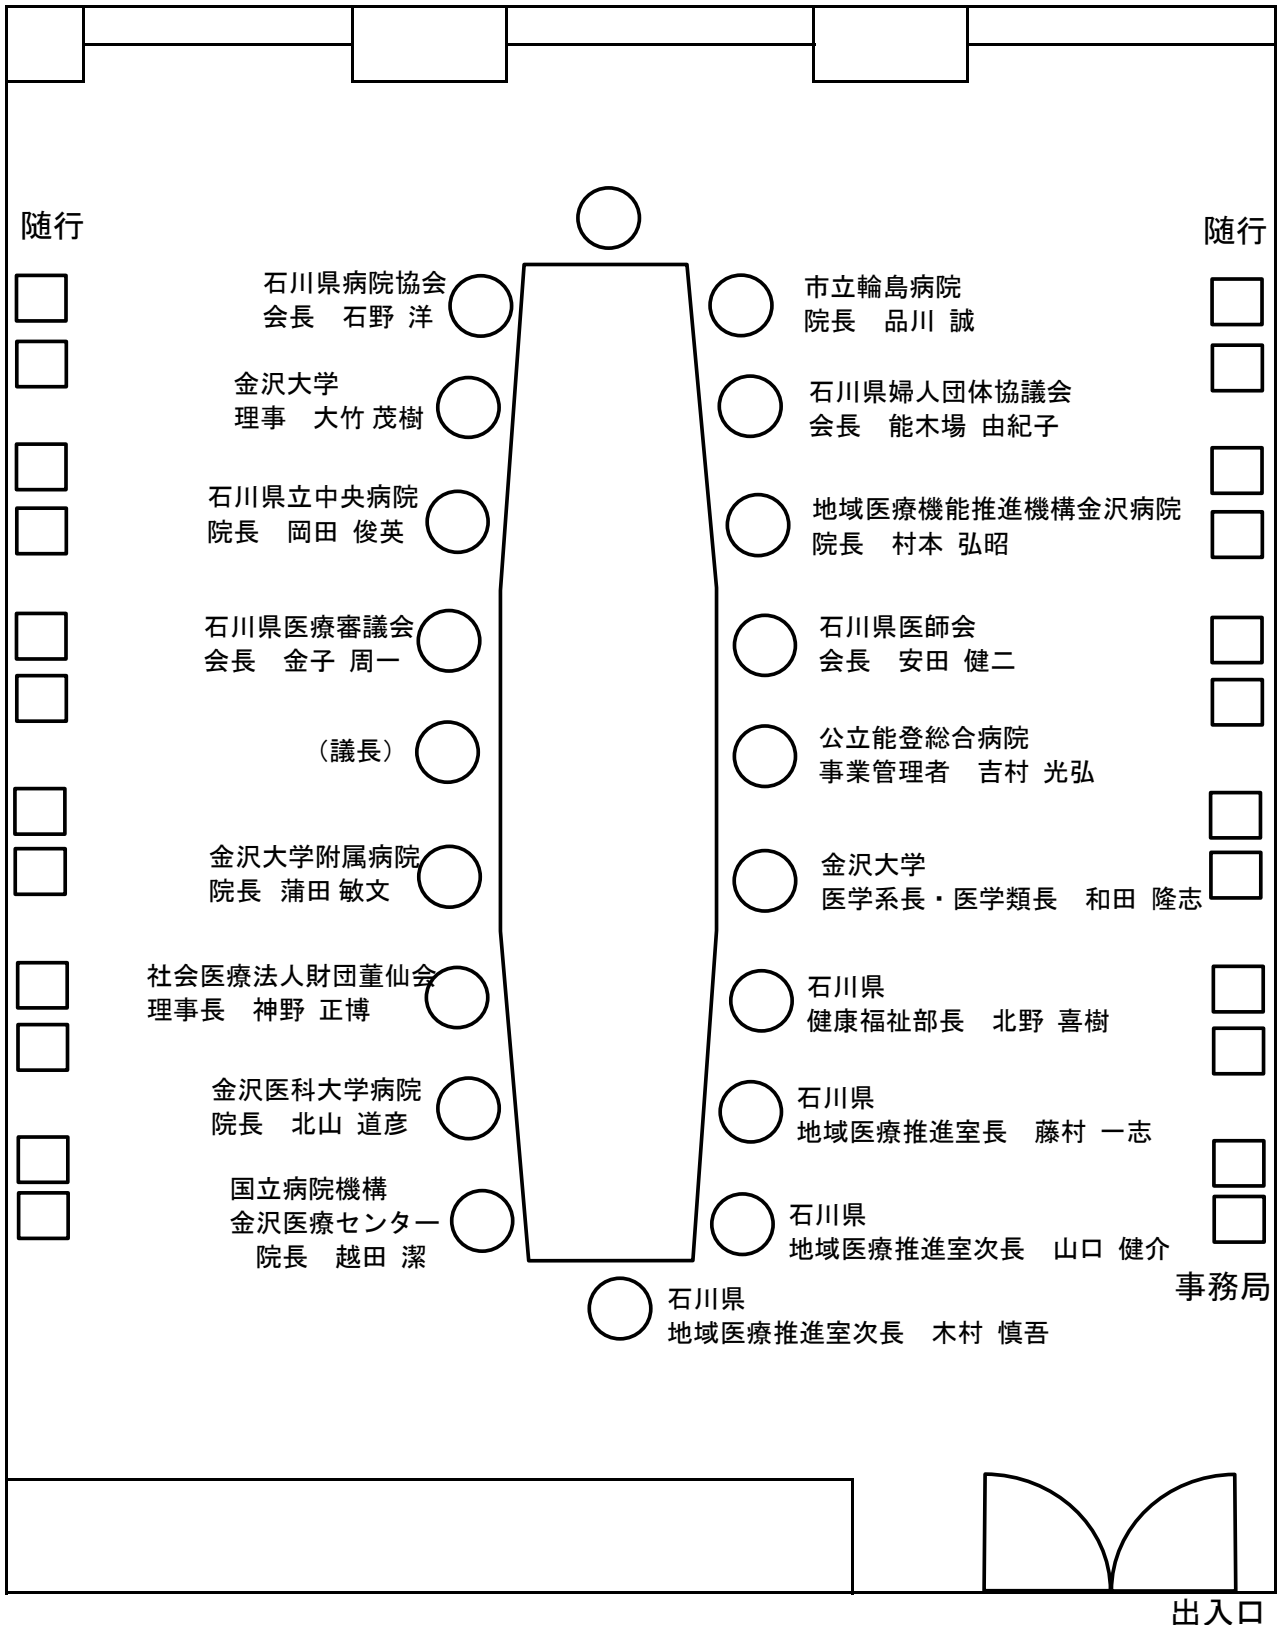 随行
随行
石川県病院協会
会長　石野 洋
市立輪島病院
院長　品川 誠
金沢大学
理事　大竹 茂樹
石川県婦人団体協議会
会長　能木場 由紀子
石川県立中央病院
院長　岡田 俊英
地域医療機能推進機構金沢病院
院長　村本 弘昭
石川県医療審議会
会長　金子 周一
石川県医師会
会長　安田 健二
（議長）
公立能登総合病院
事業管理者　吉村 光弘
金沢大学附属病院
院長 蒲田 敏文
金沢大学
医学系長・医学類長　和田 隆志
社会医療法人財団董仙会
理事長　神野 正博
石川県
健康福祉部長　北野 喜樹
金沢医科大学病院
院長　北山 道彦
石川県
地域医療推進室長　藤村 一志
国立病院機構
金沢医療センター
院長　越田 潔
石川県
地域医療推進室次長　山口 健介
事務局
石川県
地域医療推進室次長　木村 慎吾
出入口